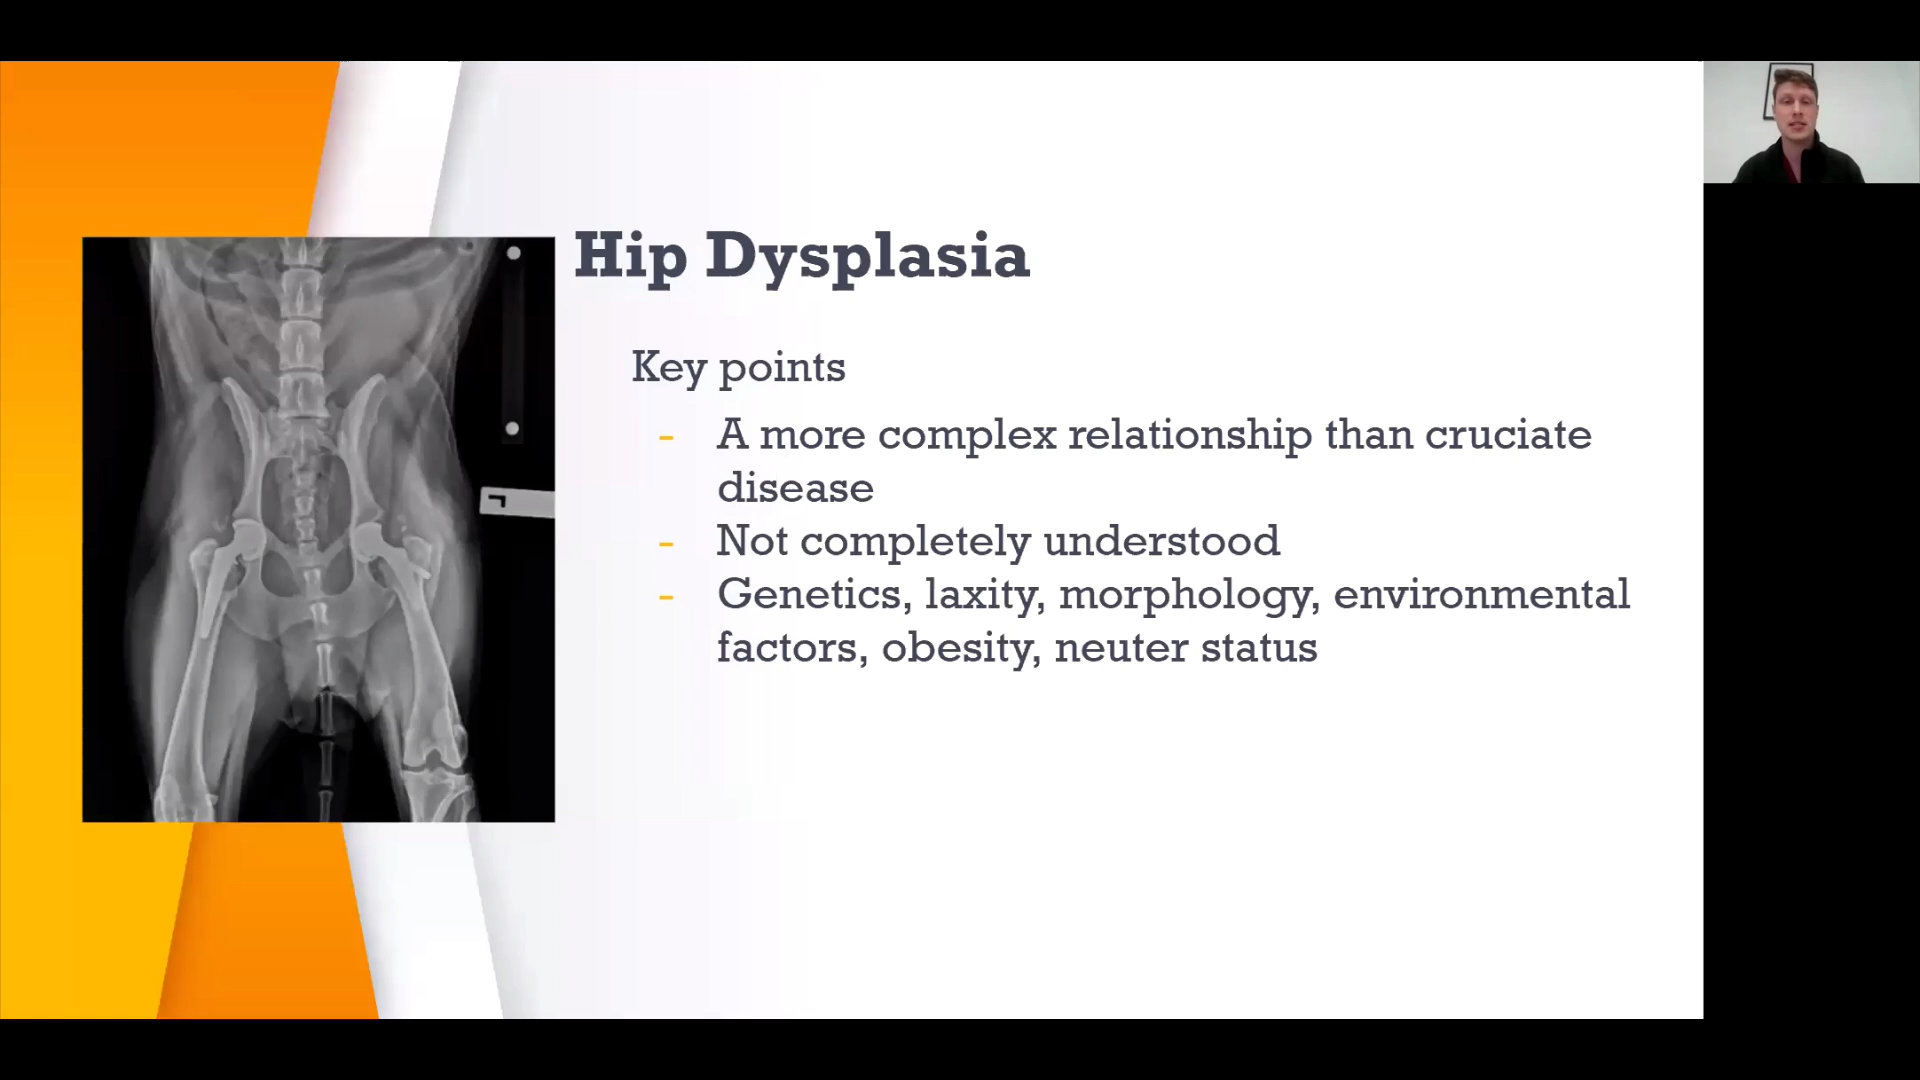 Hip Dysplasia
Key points
- A more complex relationship than cruciate
disease
- Not completely understood
- Genetics, laxity, morphology, environmental
factors, obesity, neuter status